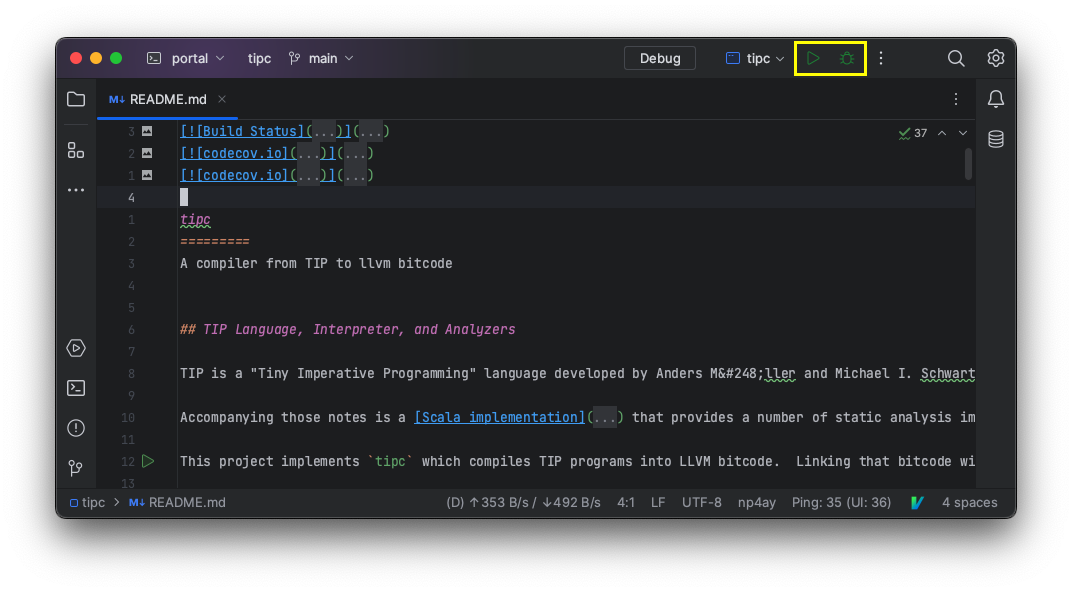 portal tipc main Debug tipc
M↓ README.md
3 [![Build Status](...)](...) 37
2 [![codecov.io](...)](...)
1 [![codecov.io](...)](...)
4
1 tipc
2 =========
3 A compiler from TIP to llvm bitcode
4
5
6 ## TIP Language, Interpreter, and Analyzers
7
8 TIP is a "Tiny Imperative Programming" language developed by Anders M&#248;ller and Michael I. Schwart
9
10 Accompanying those notes is a [Scala implementation](...) that provides a number of static analysis im
11
12 This project implements `tipc` which compiles TIP programs into LLVM bitcode.  Linking that bitcode wi
13
tipc > M↓ README.md (D) ↑353 B/s / ↓492 B/s 4:1 LF UTF-8 np4ay Ping: 35 (UI: 36) 4 spaces